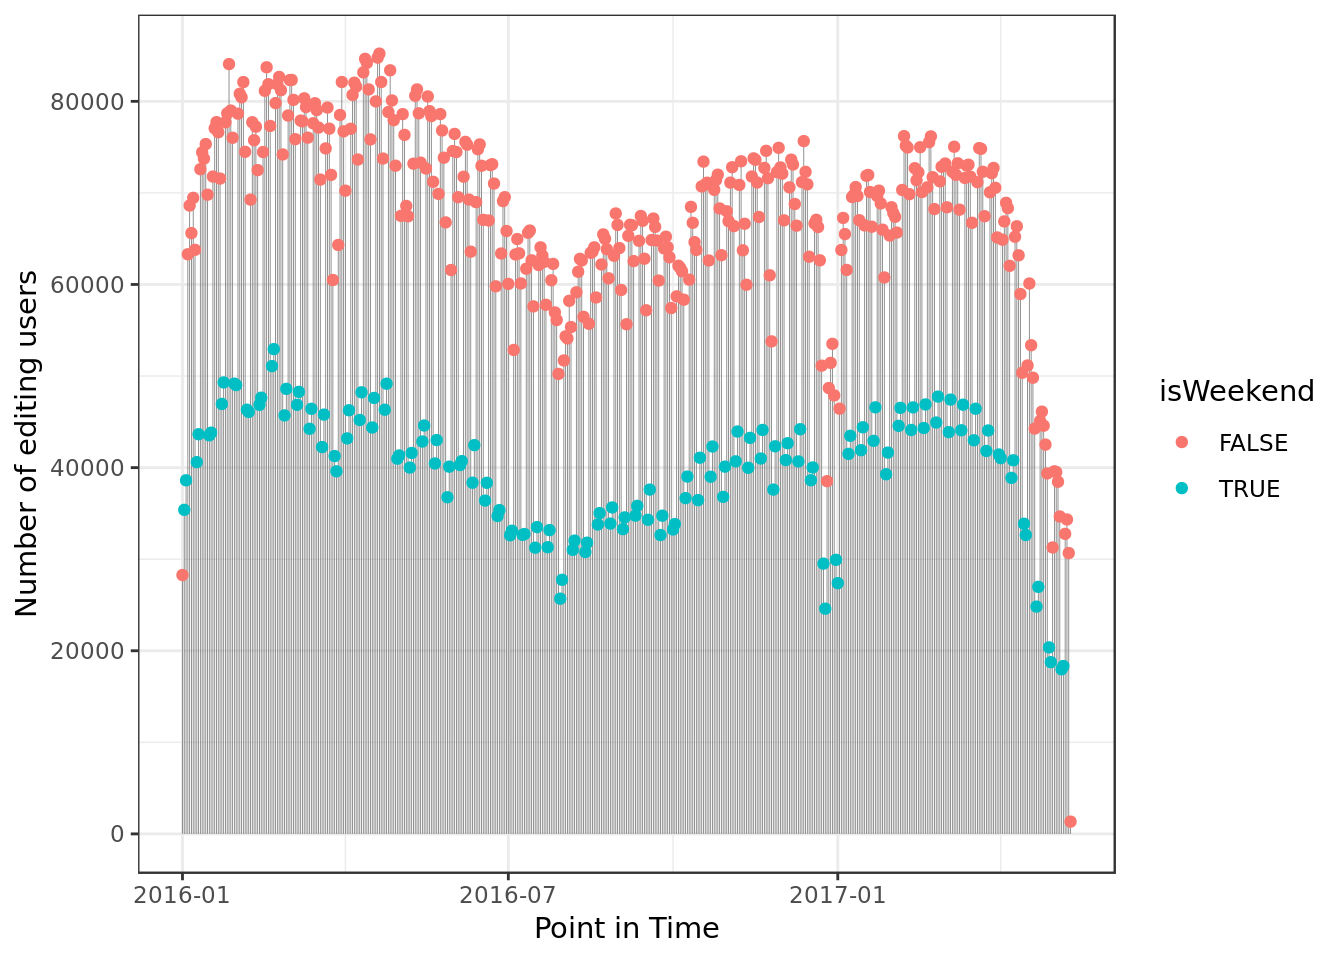 Number of editing users
80000
60000
40000
20000
0
2016-01
2016-07
2017-01
Point in Time
isWeekend
FALSE
TRUE